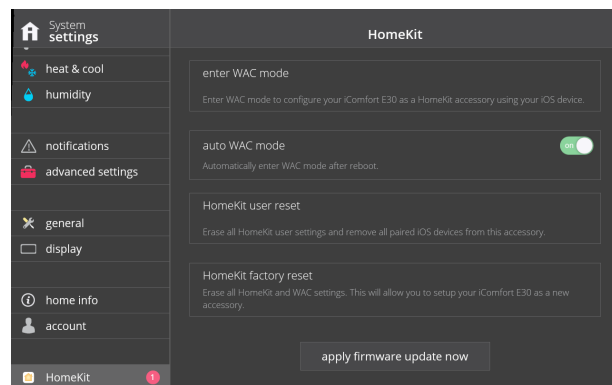 System
settings
HomeKit
heat & cool
humidity
notifications
advanced settings
general
display
home info
account
HomeKit
1
enter WAC mode
Enter WAC mode to configure your iComfort E30 as a HomeKit accessory using your iOS device.
auto WAC mode
on
Automatically enter WAC mode after reboot.
HomeKit user reset
Erase all HomeKit user settings and remove all paired iOS devices from this accessory.
HomeKit factory reset
Erase all HomeKit and WAC settings. This will allow you to setup your iComfort E30 as a new
accessory.
apply firmware update now